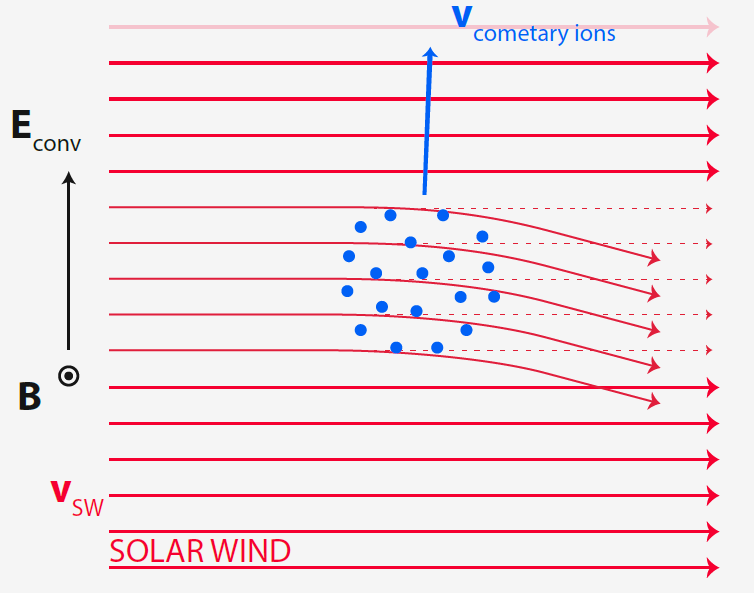 v cometary ions
E conv
B
v SW
SOLAR WIND